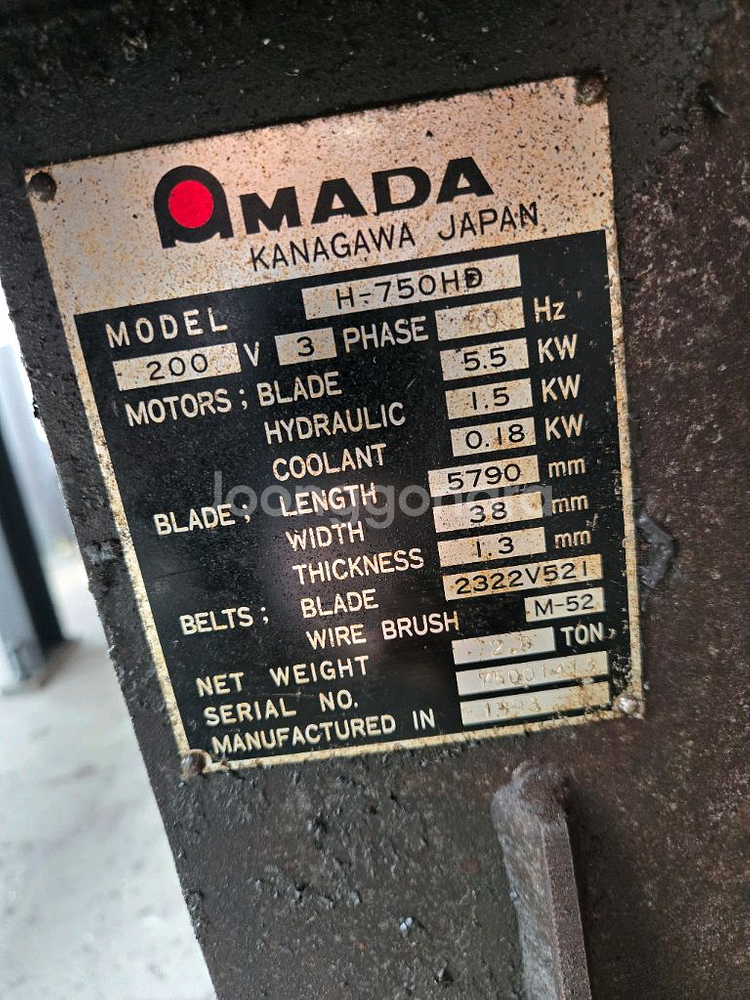 AMADA
KANAGAWA JAPAN
MODEL H-750HD
200 V 3 PHASE 60 Hz
MOTORS; BLADE 5.5 KW
HYDRAULIC 1.5 KW
COOLANT 0.18 KW
BLADE; LENGTH 5790 mm
WIDTH 38 mm
THICKNESS 1.3 mm
BELTS; BLADE 2322V521
WIRE BRUSH M-52
NET WEIGHT TON
SERIAL NO.
MANUFACTURED IN
joonggonara